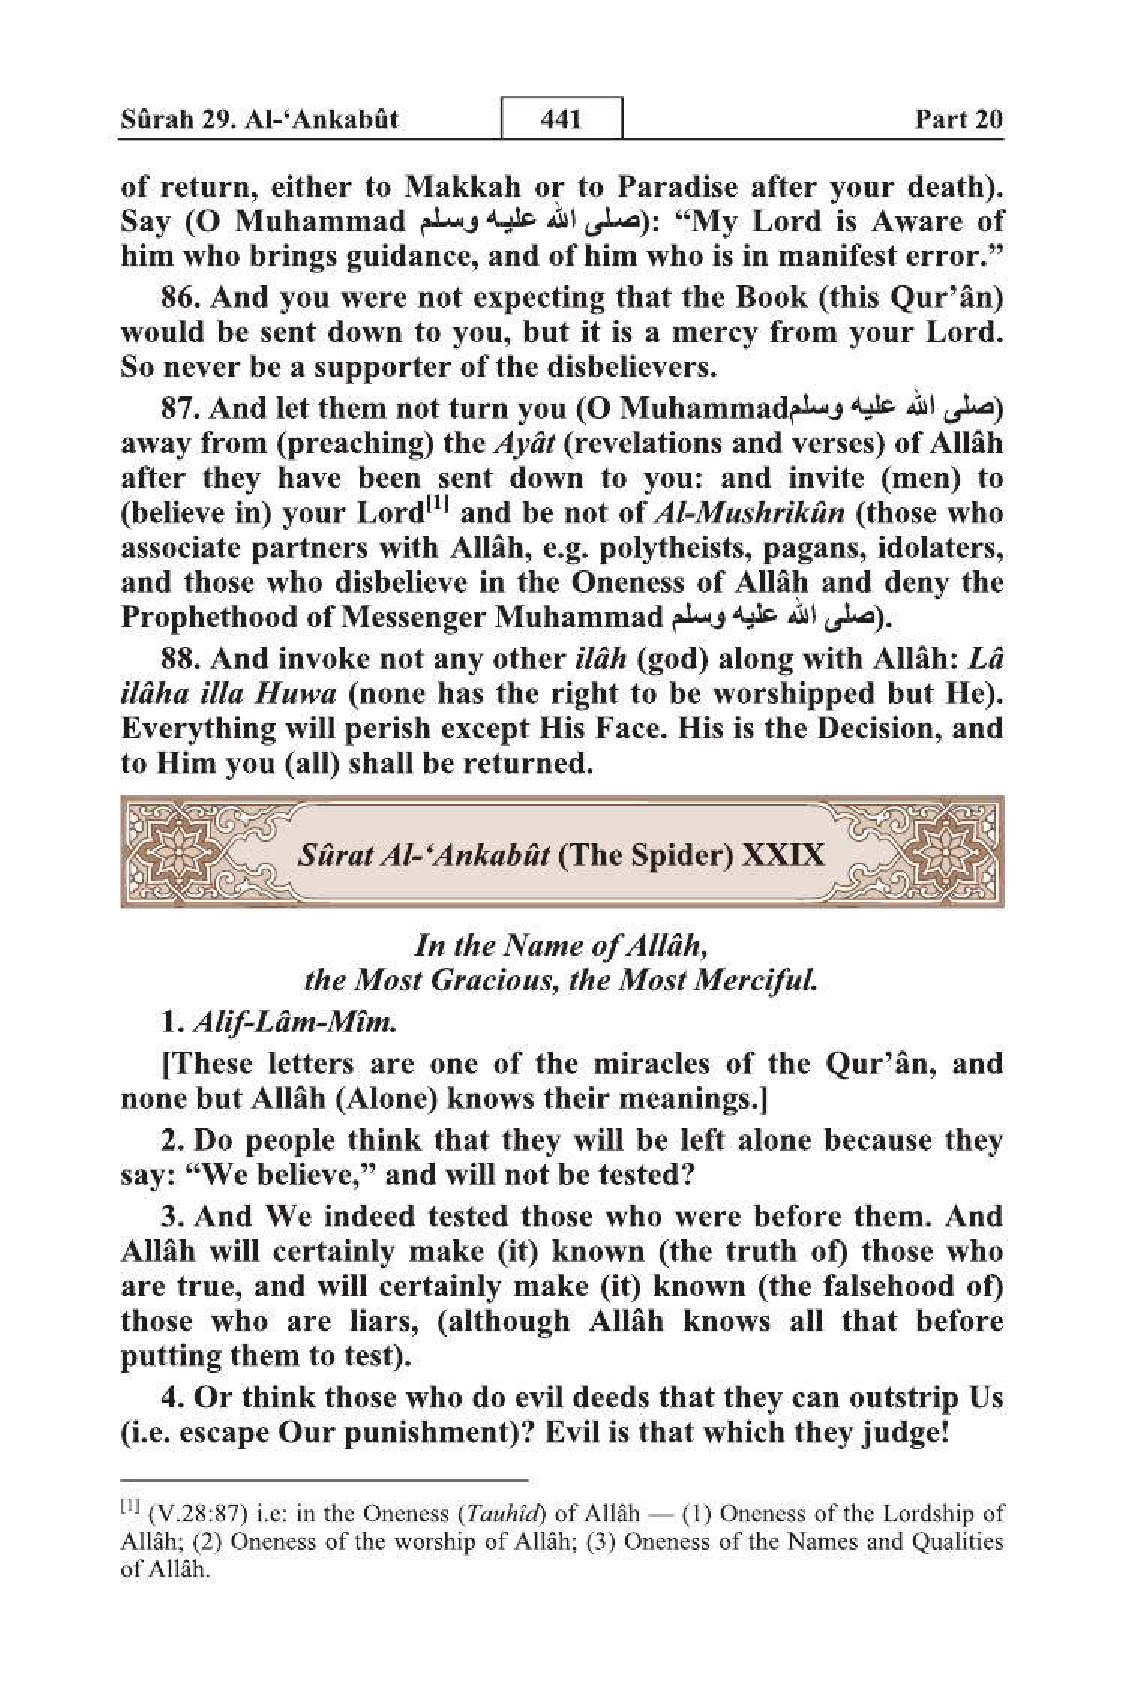 Sûrah 29. Al-‘Ankabût 441 Part 20
of return, either to Makkah or to Paradise after your death).
Say (O Muhammad صلى الله عليه وسلم): “My Lord is Aware of
him who brings guidance, and of him who is in manifest error.”
86. And you were not expecting that the Book (this Qur’ân)
would be sent down to you, but it is a mercy from your Lord.
So never be a supporter of the disbelievers.
87. And let them not turn you (O Muhammadصلى الله عليه وسلم)
away from (preaching) the Ayât (revelations and verses) of Allâh
after they have been sent down to you: and invite (men) to
(believe in) your Lord[1] and be not of Al-Mushrikûn (those who
associate partners with Allâh, e.g. polytheists, pagans, idolaters,
and those who disbelieve in the Oneness of Allâh and deny the
Prophethood of Messenger Muhammad صلى الله عليه وسلم).
88. And invoke not any other ilâh (god) along with Allâh: Lâ
ilâha illa Huwa (none has the right to be worshipped but He).
Everything will perish except His Face. His is the Decision, and
to Him you (all) shall be returned.
Sûrat Al-‘Ankabût (The Spider) XXIX
In the Name of Allâh,
the Most Gracious, the Most Merciful.
1. Alif-Lâm-Mîm.
[These letters are one of the miracles of the Qur’ân, and
none but Allâh (Alone) knows their meanings.]
2. Do people think that they will be left alone because they
say: “We believe,” and will not be tested?
3. And We indeed tested those who were before them. And
Allâh will certainly make (it) known (the truth of) those who
are true, and will certainly make (it) known (the falsehood of)
those who are liars, (although Allâh knows all that before
putting them to test).
4. Or think those who do evil deeds that they can outstrip Us
(i.e. escape Our punishment)? Evil is that which they judge!
[1] (V.28:87) i.e: in the Oneness (Tauhîd) of Allâh — (1) Oneness of the Lordship of
Allâh; (2) Oneness of the worship of Allâh; (3) Oneness of the Names and Qualities
of Allâh.